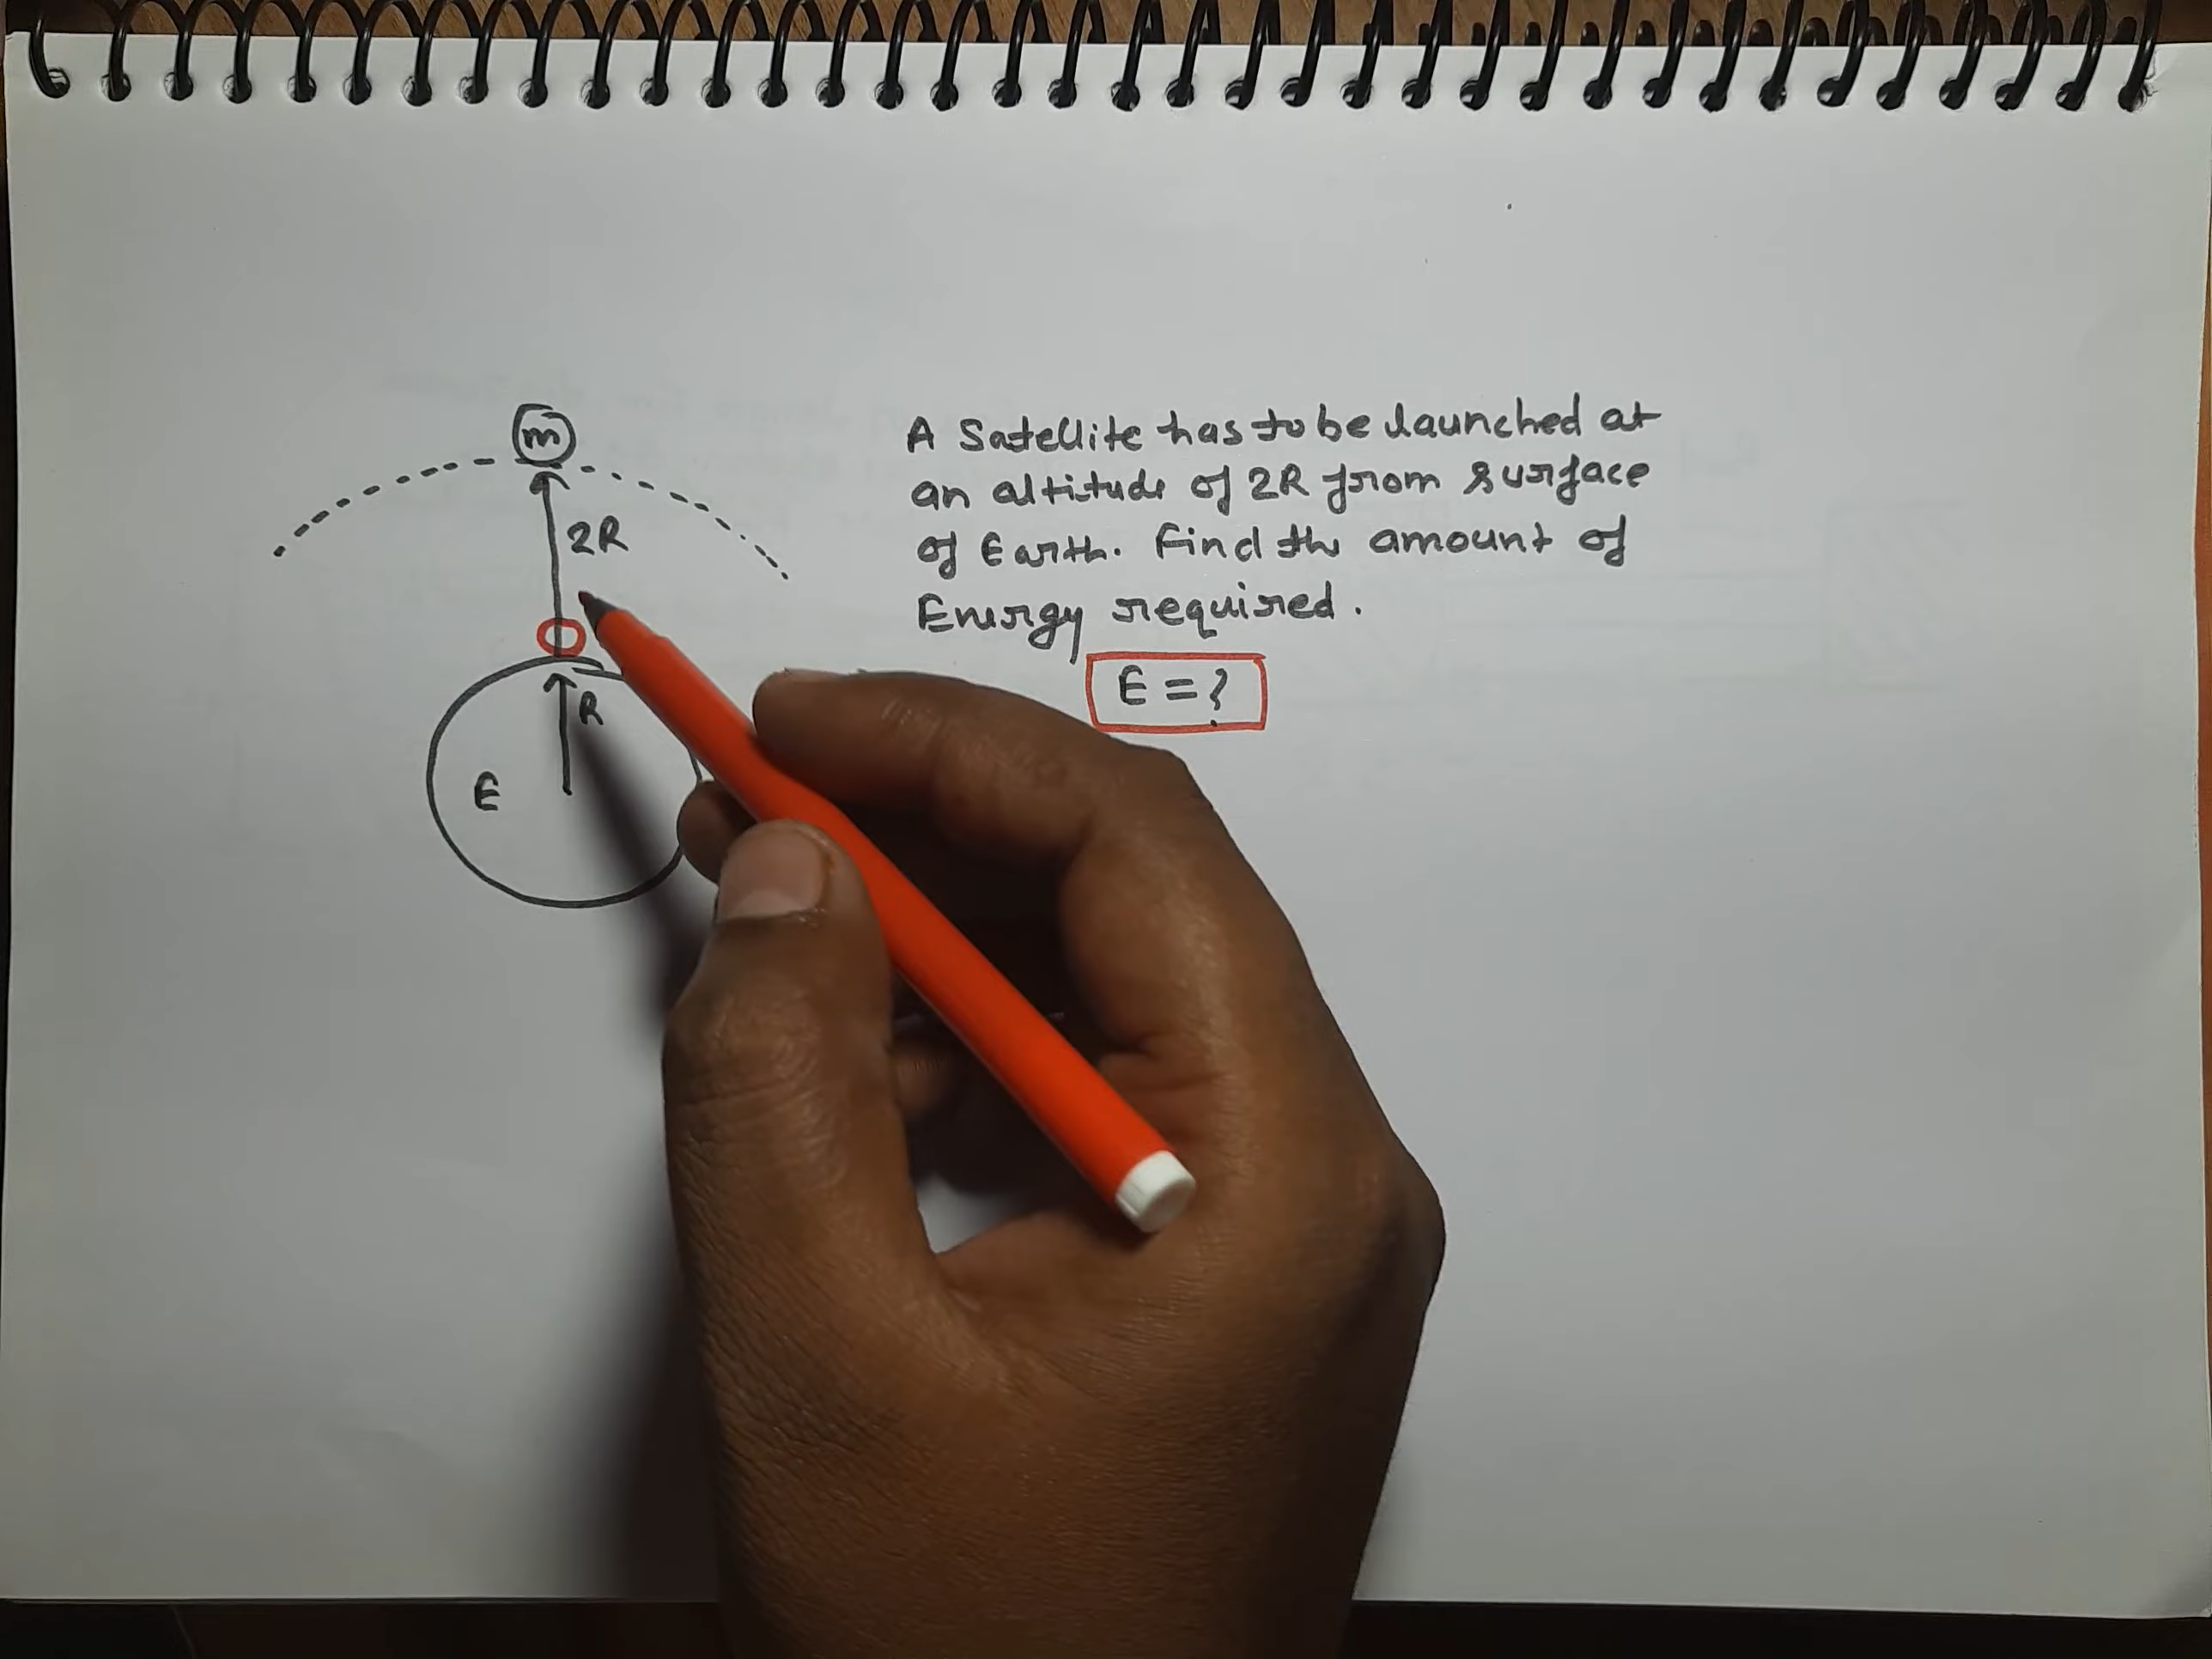 m
2R
R
E
A Satellite has to be launched at
an altitude of 2R from surface
of Earth. Find the amount of
Energy required.
E = ?